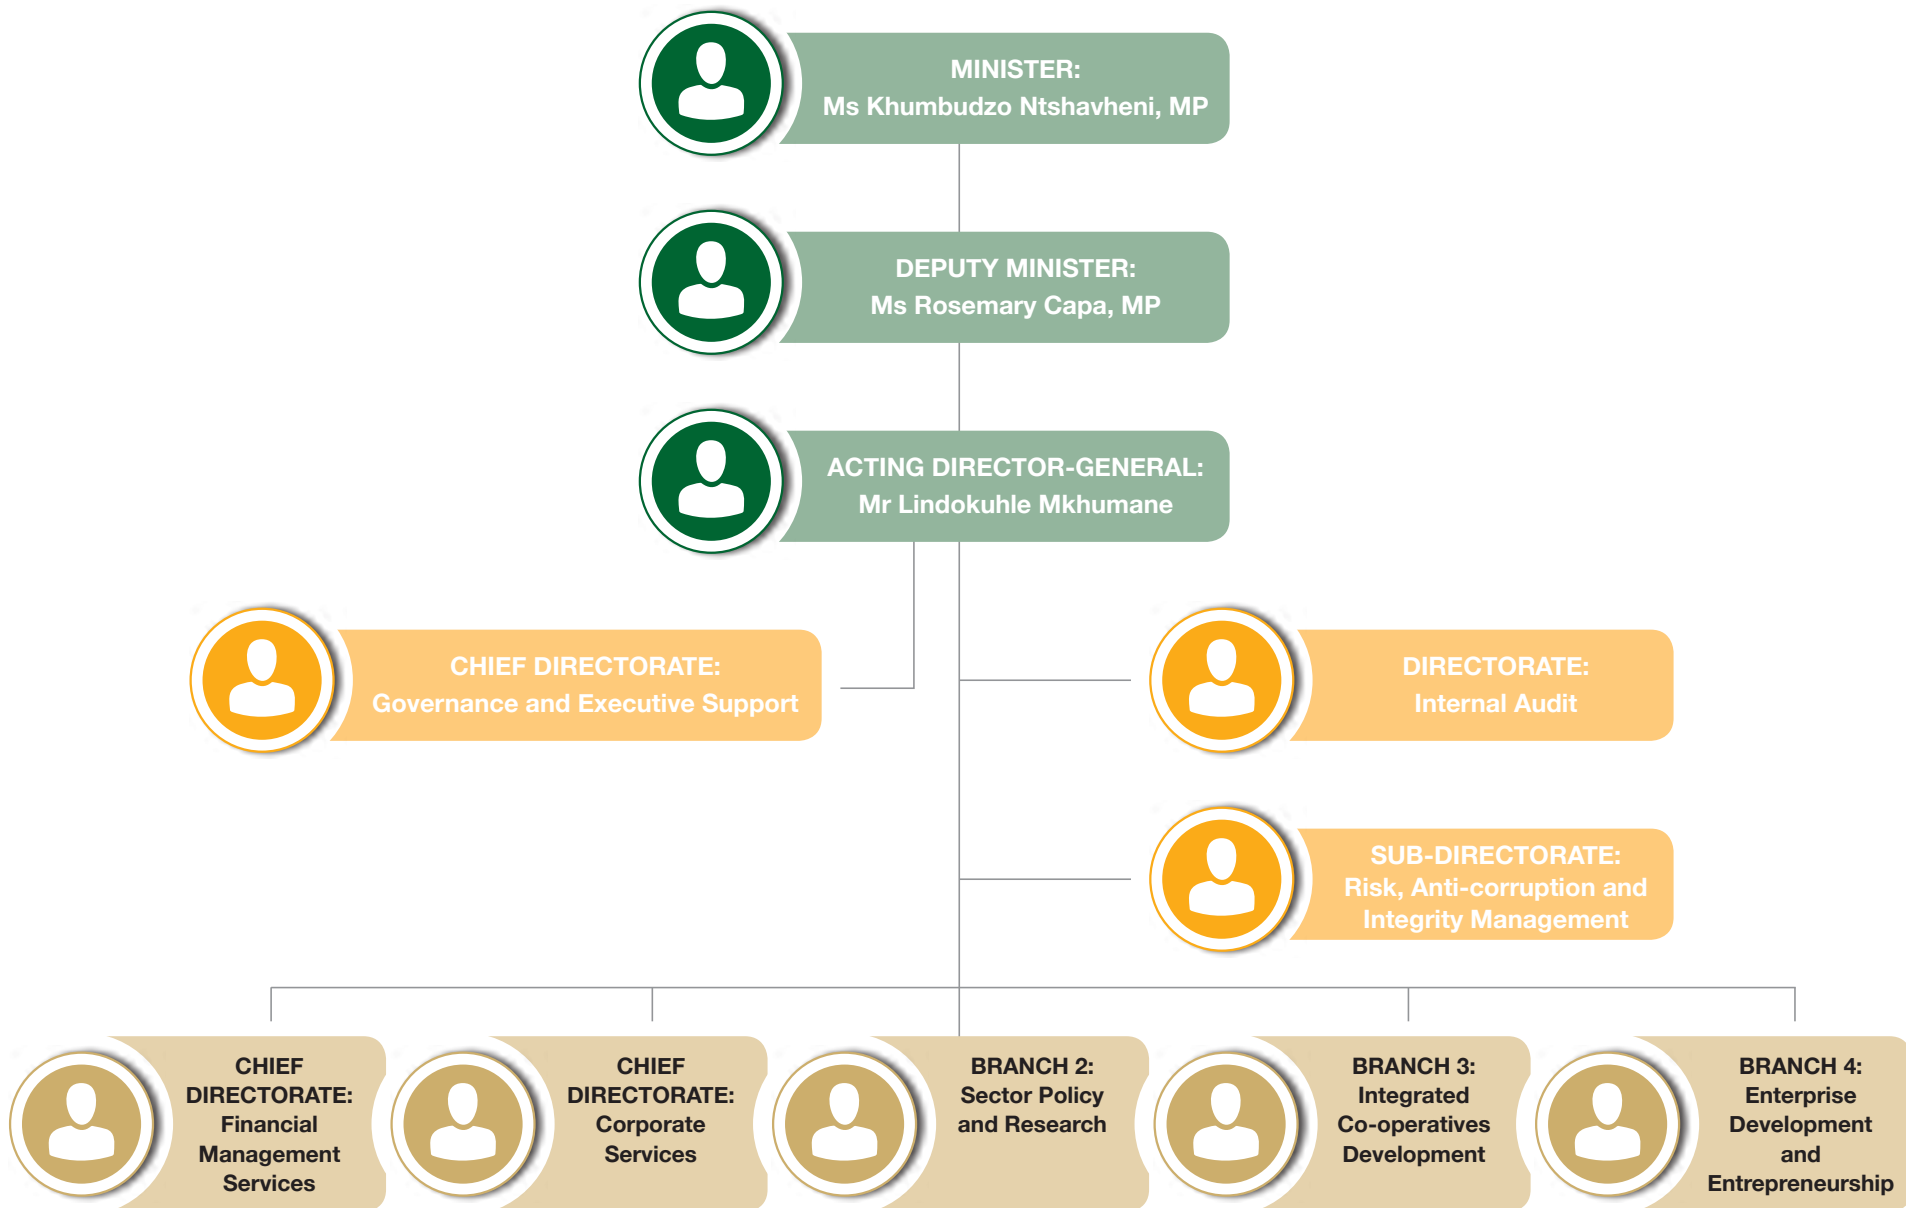 MINISTER:
Ms Khumbudzo Ntshavheni, MP
DEPUTY MINISTER:
Ms Rosemary Capa, MP
ACTING DIRECTOR-GENERAL:
Mr Lindokuhle Mkhumane
CHIEF DIRECTORATE:
Governance and Executive Support
DIRECTORATE:
Internal Audit
SUB-DIRECTORATE:
Risk, Anti-corruption and
Integrity Management
CHIEF
DIRECTORATE:
Financial
Management
Services
CHIEF
DIRECTORATE:
Corporate
Services
BRANCH 2:
Sector Policy
and Research
BRANCH 3:
Integrated
Co-operatives
Development
BRANCH 4:
Enterprise
Development
and
Entrepreneurship